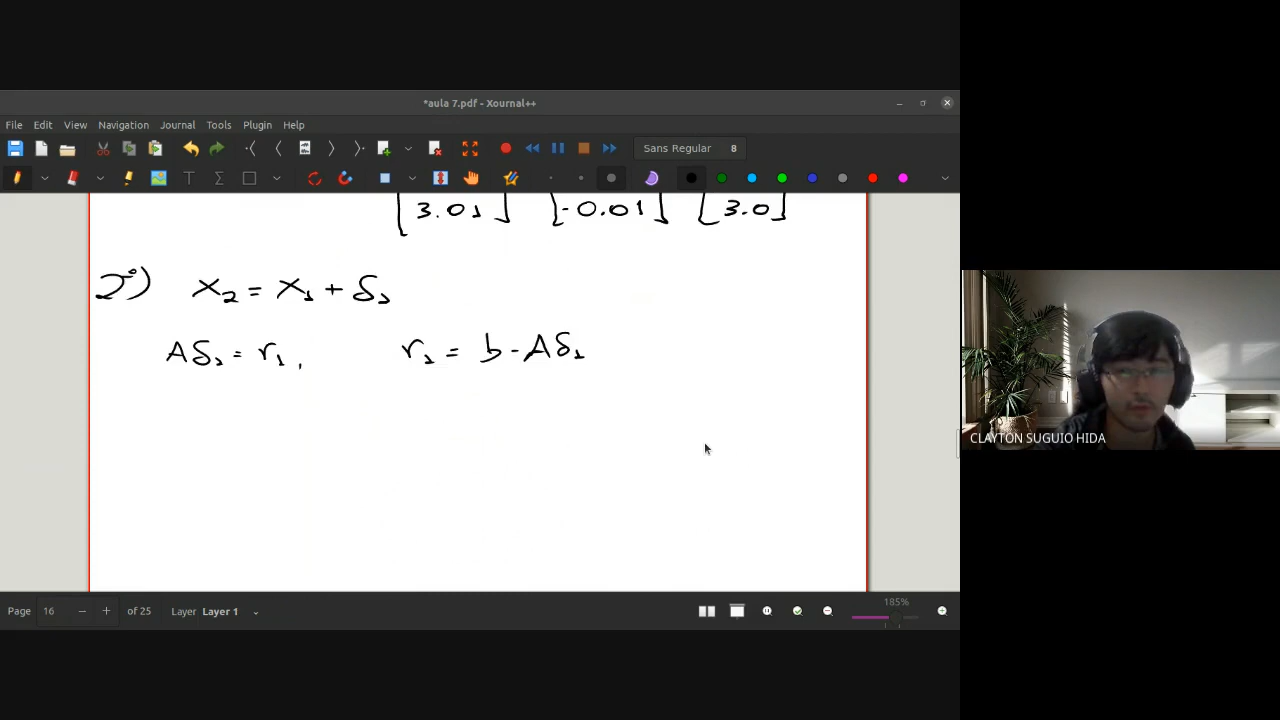 *aula 7.pdf - Xournal++
File Edit View Navigation Journal Tools Plugin Help
Sans Regular 8
[3.01] [-0.01] [3.0]
2º) x₂ = x₁ + δ₁
Aδ₁ = r₁, r₁ = b - Aδ₁
CLAYTON SUGUIO HIDA
Page 16 of 25 Layer Layer 1 185%